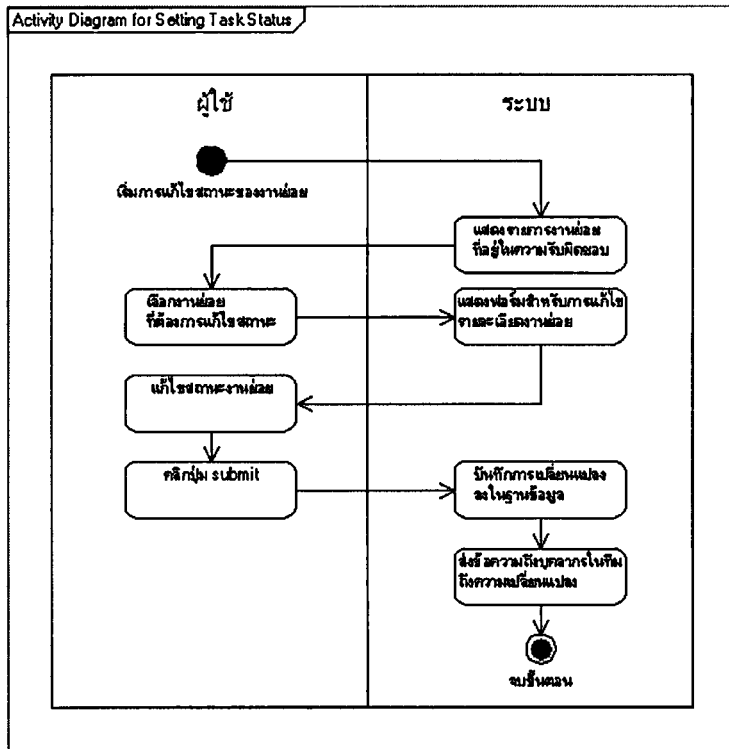 Activity Diagram for Setting Task Status
ผู้ใช้
ระบบ
เริ่มการแก้ไขสถานะของงานย่อย
แสดงรายการงานย่อย
ที่อยู่ในความรับผิดชอบ
เลือกงานย่อย
ที่ต้องการแก้ไขสถานะ
แสดงฟอร์มสำหรับการแก้ไข
รายละเอียดงานย่อย
แก้ไขสถานะงานย่อย
คลิกปุ่ม submit
บันทึกการเปลี่ยนแปลง
ลงในฐานข้อมูล
ส่งข้อความถึงบุคลากรในทีม
ถึงความเปลี่ยนแปลง
จบขั้นตอน